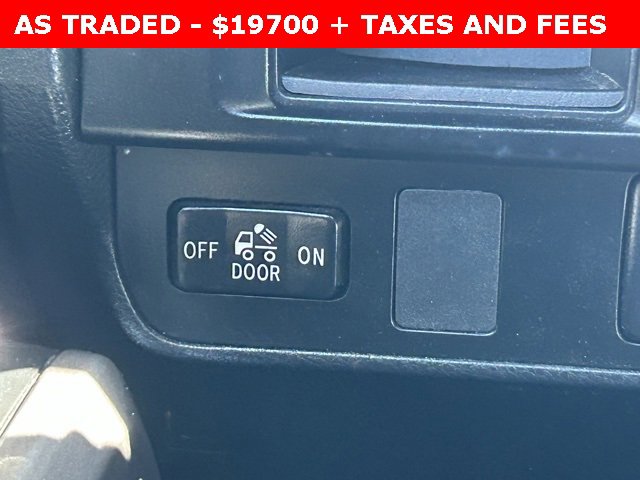 AS TRADED - $19700 + TAXES AND FEES
OFF ON
DOOR